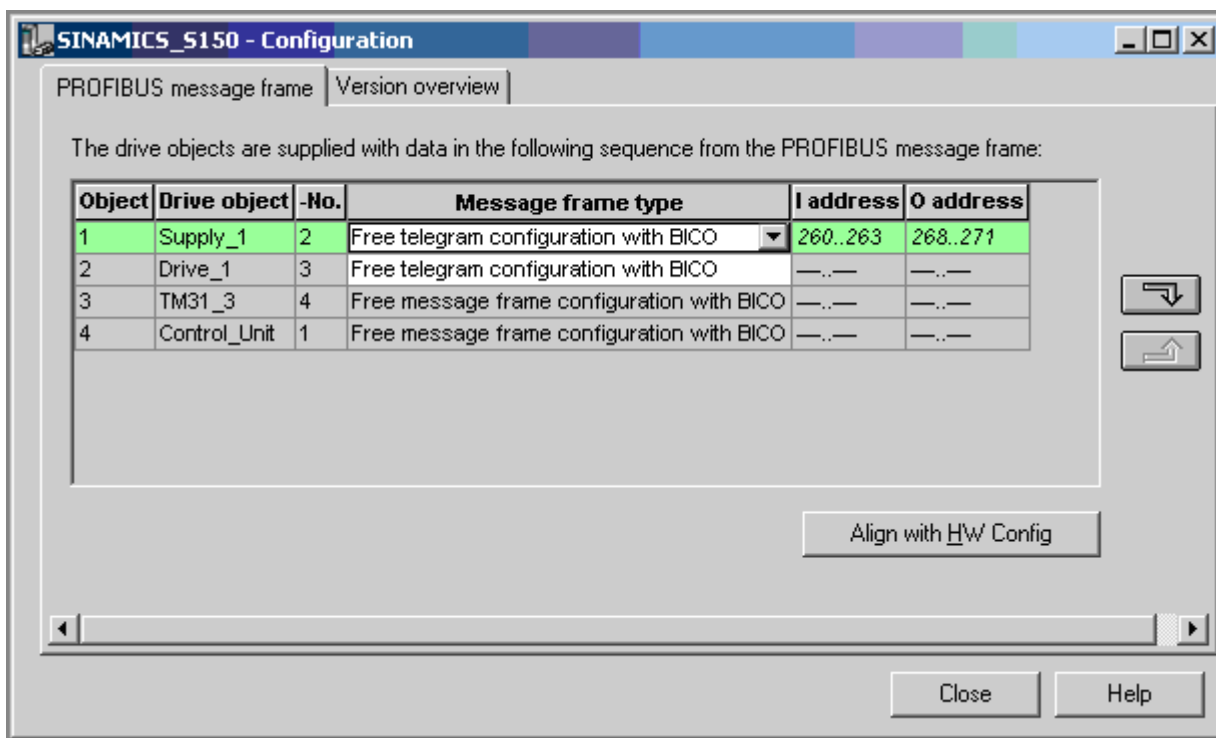 SINAMICS_S150 - Configuration
PROFIBUS message frame Version overview
The drive objects are supplied with data in the following sequence from the PROFIBUS message frame:
Object Drive object -No. Message frame type I address O address
1 Supply_1 2 Free telegram configuration with BICO 260..263 268..271
2 Drive_1 3 Free telegram configuration with BICO —..— —..—
3 TM31_3 4 Free message frame configuration with BICO —..— —..—
4 Control_Unit 1 Free message frame configuration with BICO —..— —..—
Align with HW Config
Close Help